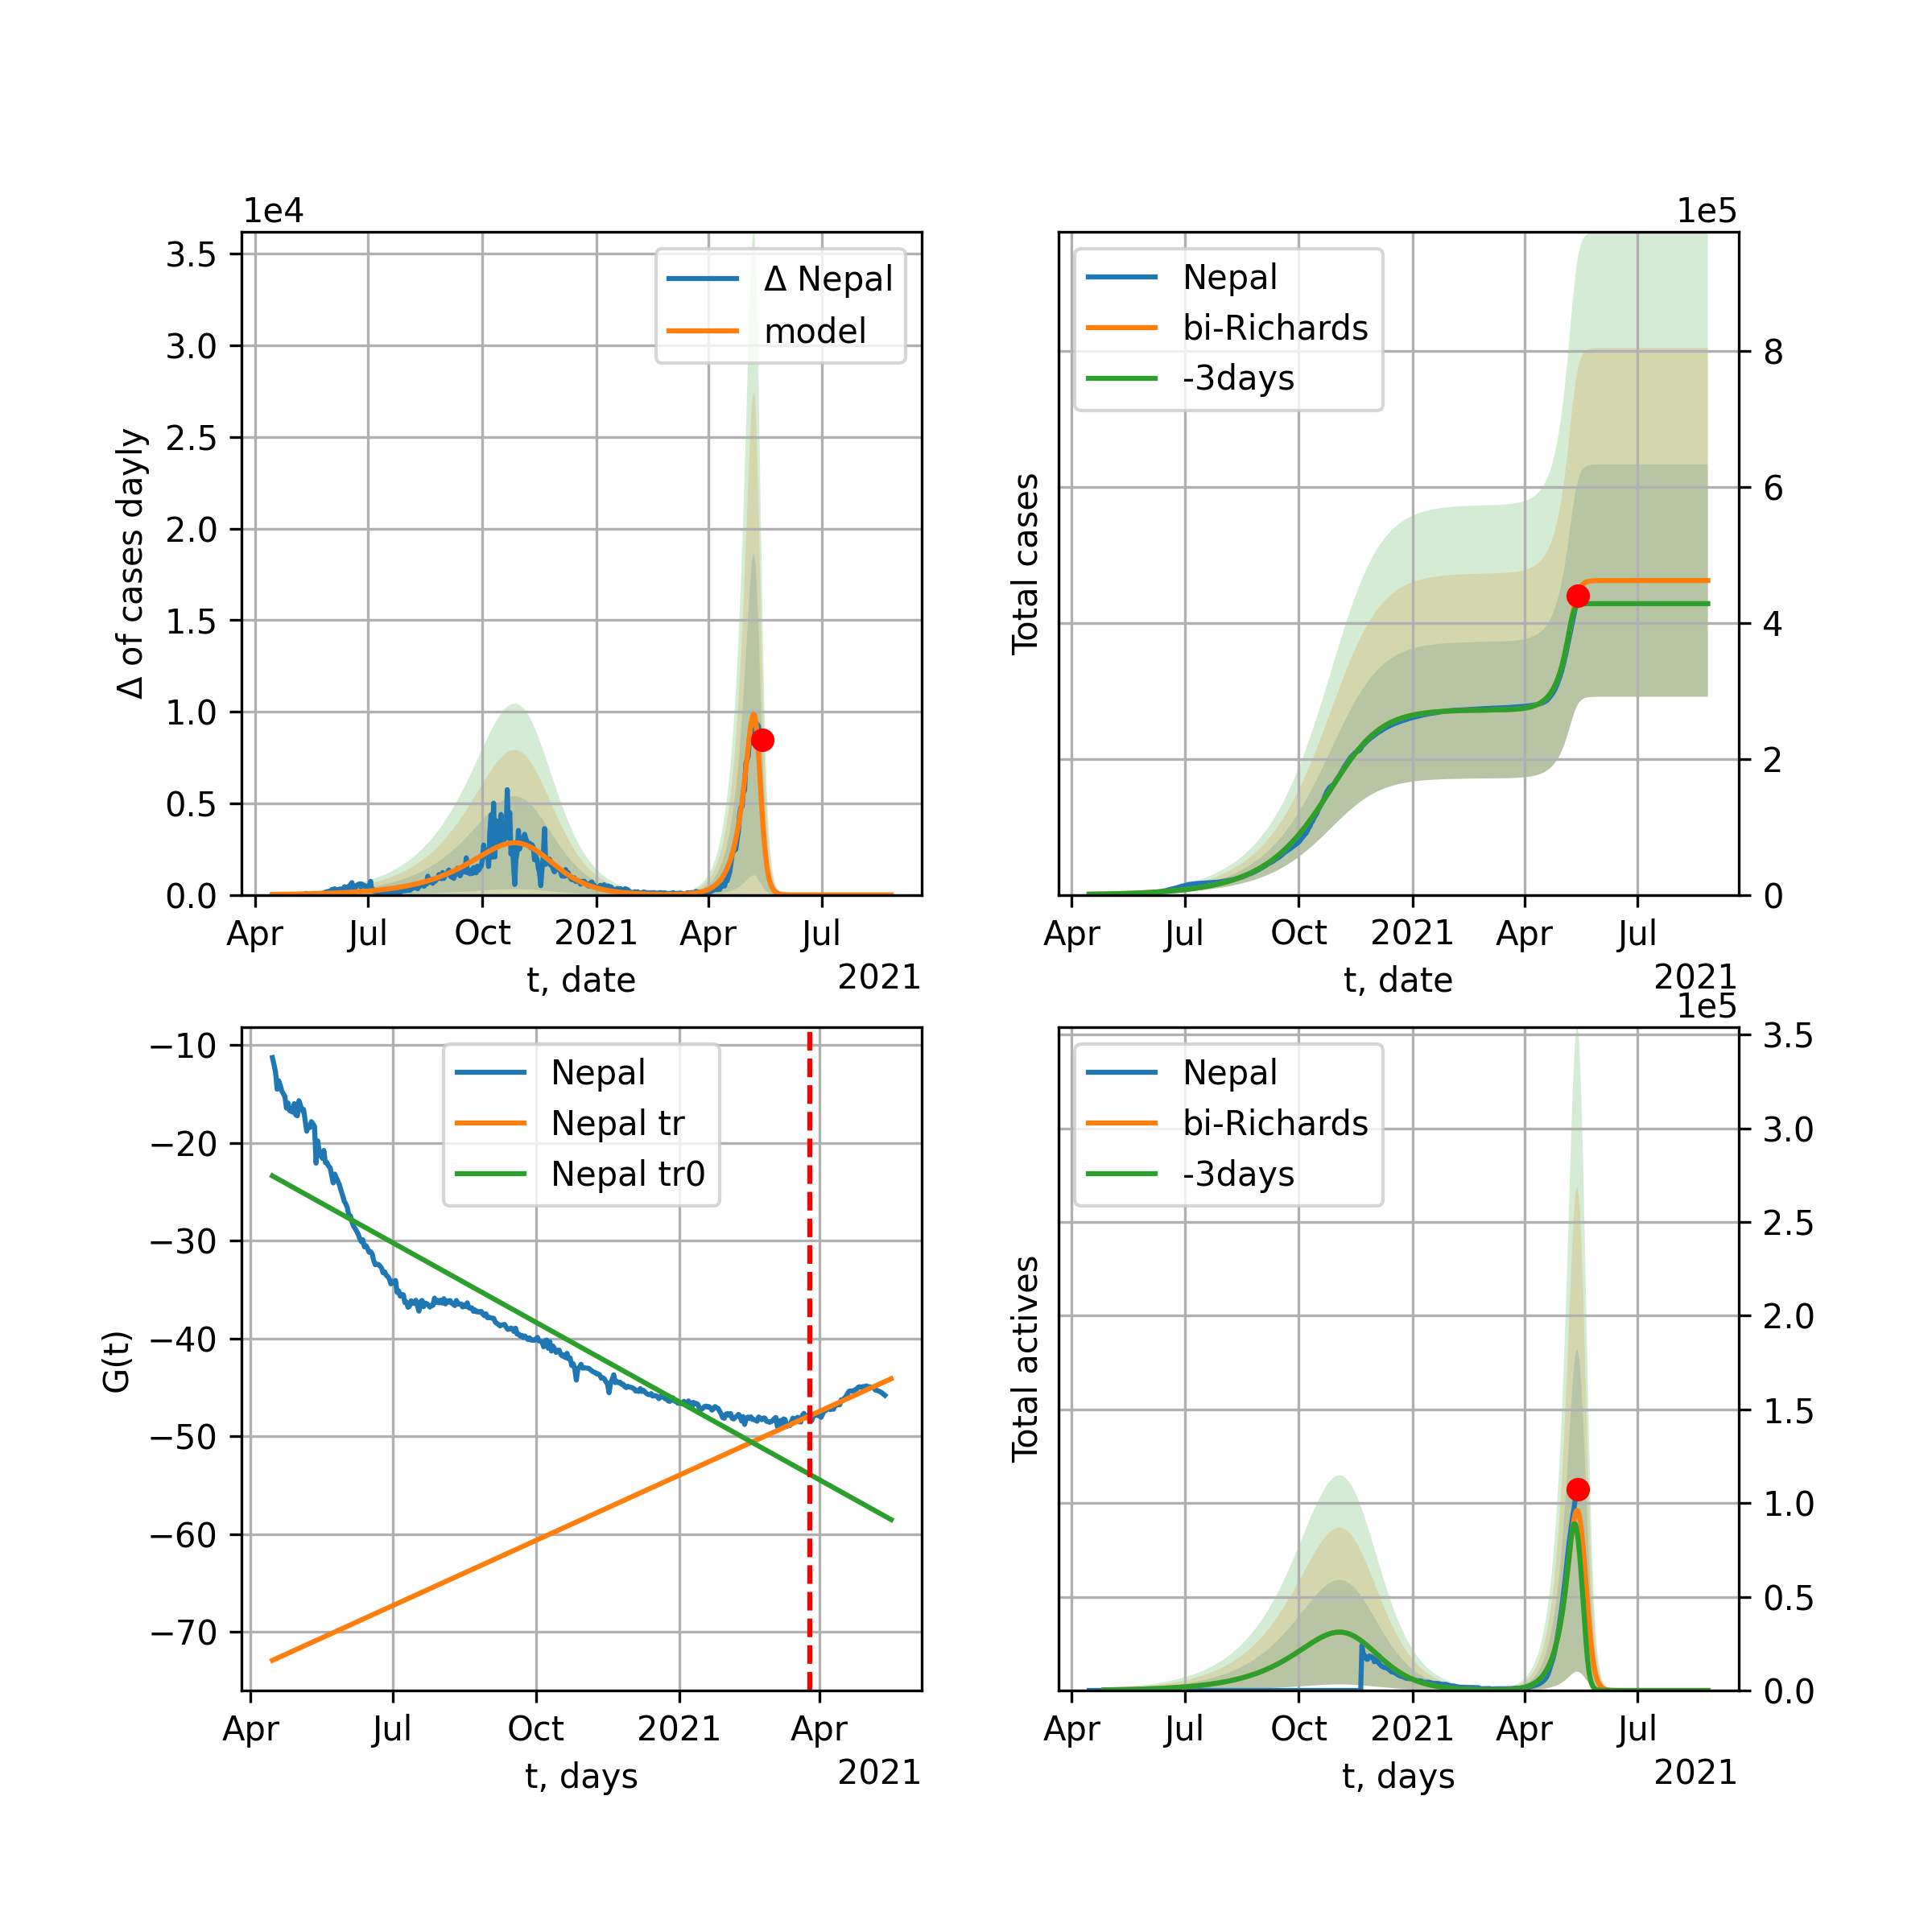 1e4
3.5
3.0
2.5
2.0
1.5
1.0
0.5
0.0
Δ of cases dayly
Δ Nepal
model
Apr Jul Oct 2021 Apr Jul
t, date
2021
1e5
Total cases
Nepal
bi-Richards
-3days
8
6
4
2
0
Apr Jul Oct 2021 Apr Jul
t, date
2021
−10
−20
−30
−40
−50
−60
−70
G(t)
Nepal
Nepal tr
Nepal tr0
Apr Jul Oct 2021 Apr
t, days
2021
1e5
Total actives
Nepal
bi-Richards
-3days
3.5
3.0
2.5
2.0
1.5
1.0
0.5
0.0
Apr Jul Oct 2021 Apr Jul
t, days
2021